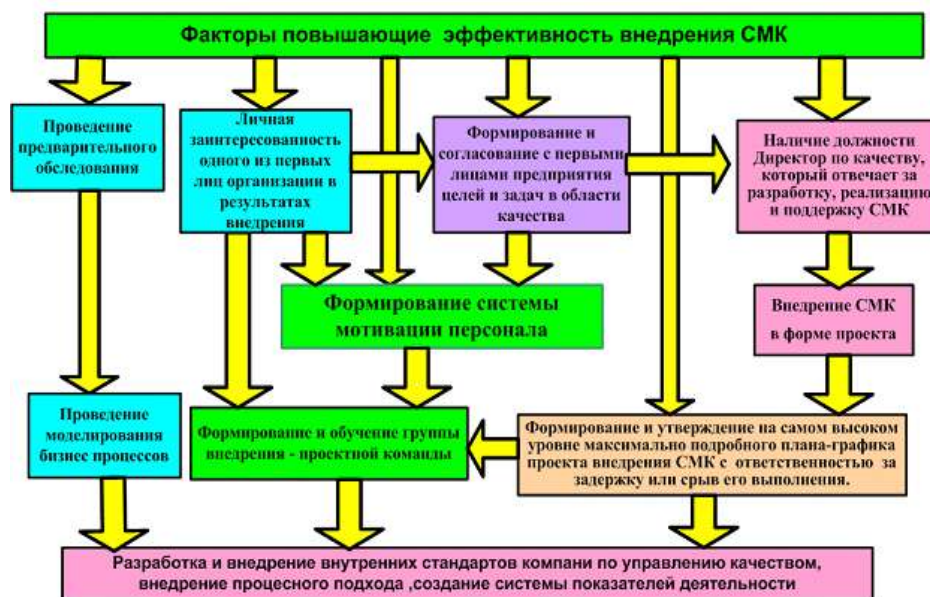 Факторы повышающие эффективность внедрения СМК
Проведение
предварительного
обследования
Личная
заинтересованность
одного из первых
лиц организации в
результатах
внедрения
Формирование и
согласование с первыми
лицами предприятия
целей и задач в области
качества
Наличие должности
Директор по качеству,
который отвечает за
разработку, реализацию
и поддержку СМК
Формирование системы
мотивации персонала
Внедрение СМК
в форме проекта
Проведение
моделирования
бизнес процессов
Формирование и обучение группы
внедрения - проектной команды
Формирование и утверждение на самом высоком
уровне максимально подробного плана-графика
проекта внедрения СМК с ответственностью за
задержку или срыв его выполнения.
Разработка и внедрение внутренних стандартов компани по управлению качеством,
внедрение процесного подхода ,создание системы показателей деятельности